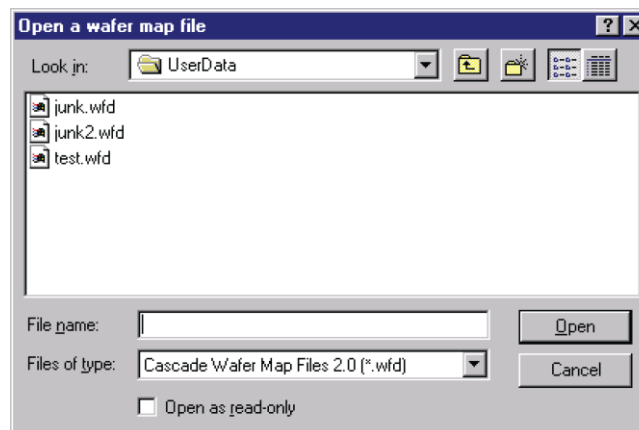 Open a wafer map file
Look in: UserData
junk.wfd
junk2.wfd
test.wfd
File name: Open
Files of type: Cascade Wafer Map Files 2.0 (*.wfd) Cancel
Open as read-only